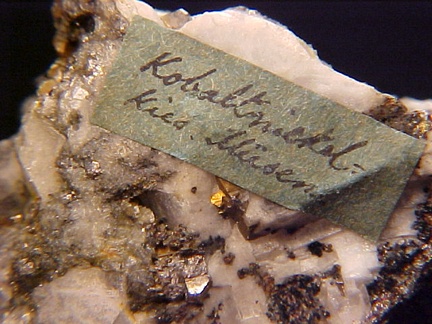 Kobaltnickel-
kies. Müsen